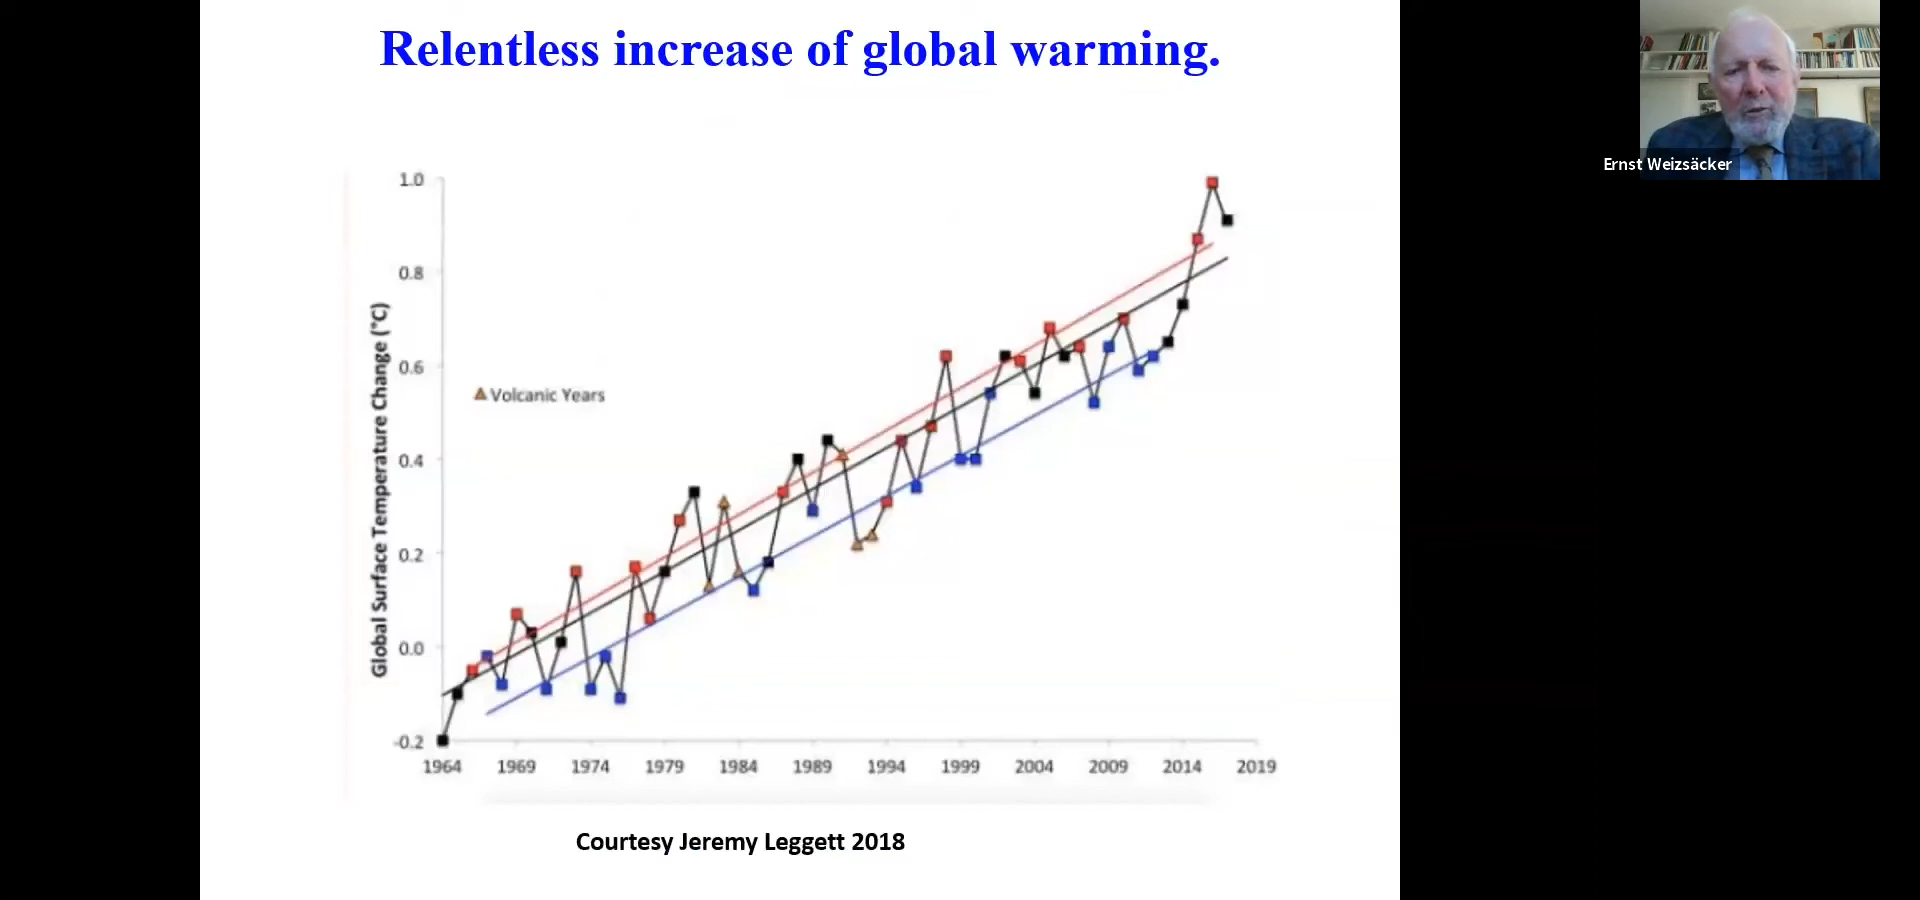 Relentless increase of global warming.
Ernst Weizsäcker
Global Surface Temperature Change (°C)
1.0
0.8
0.6
0.4
0.2
0.0
-0.2
Volcanic Years
1964 1969 1974 1979 1984 1989 1994 1999 2004 2009 2014 2019
Courtesy Jeremy Leggett 2018